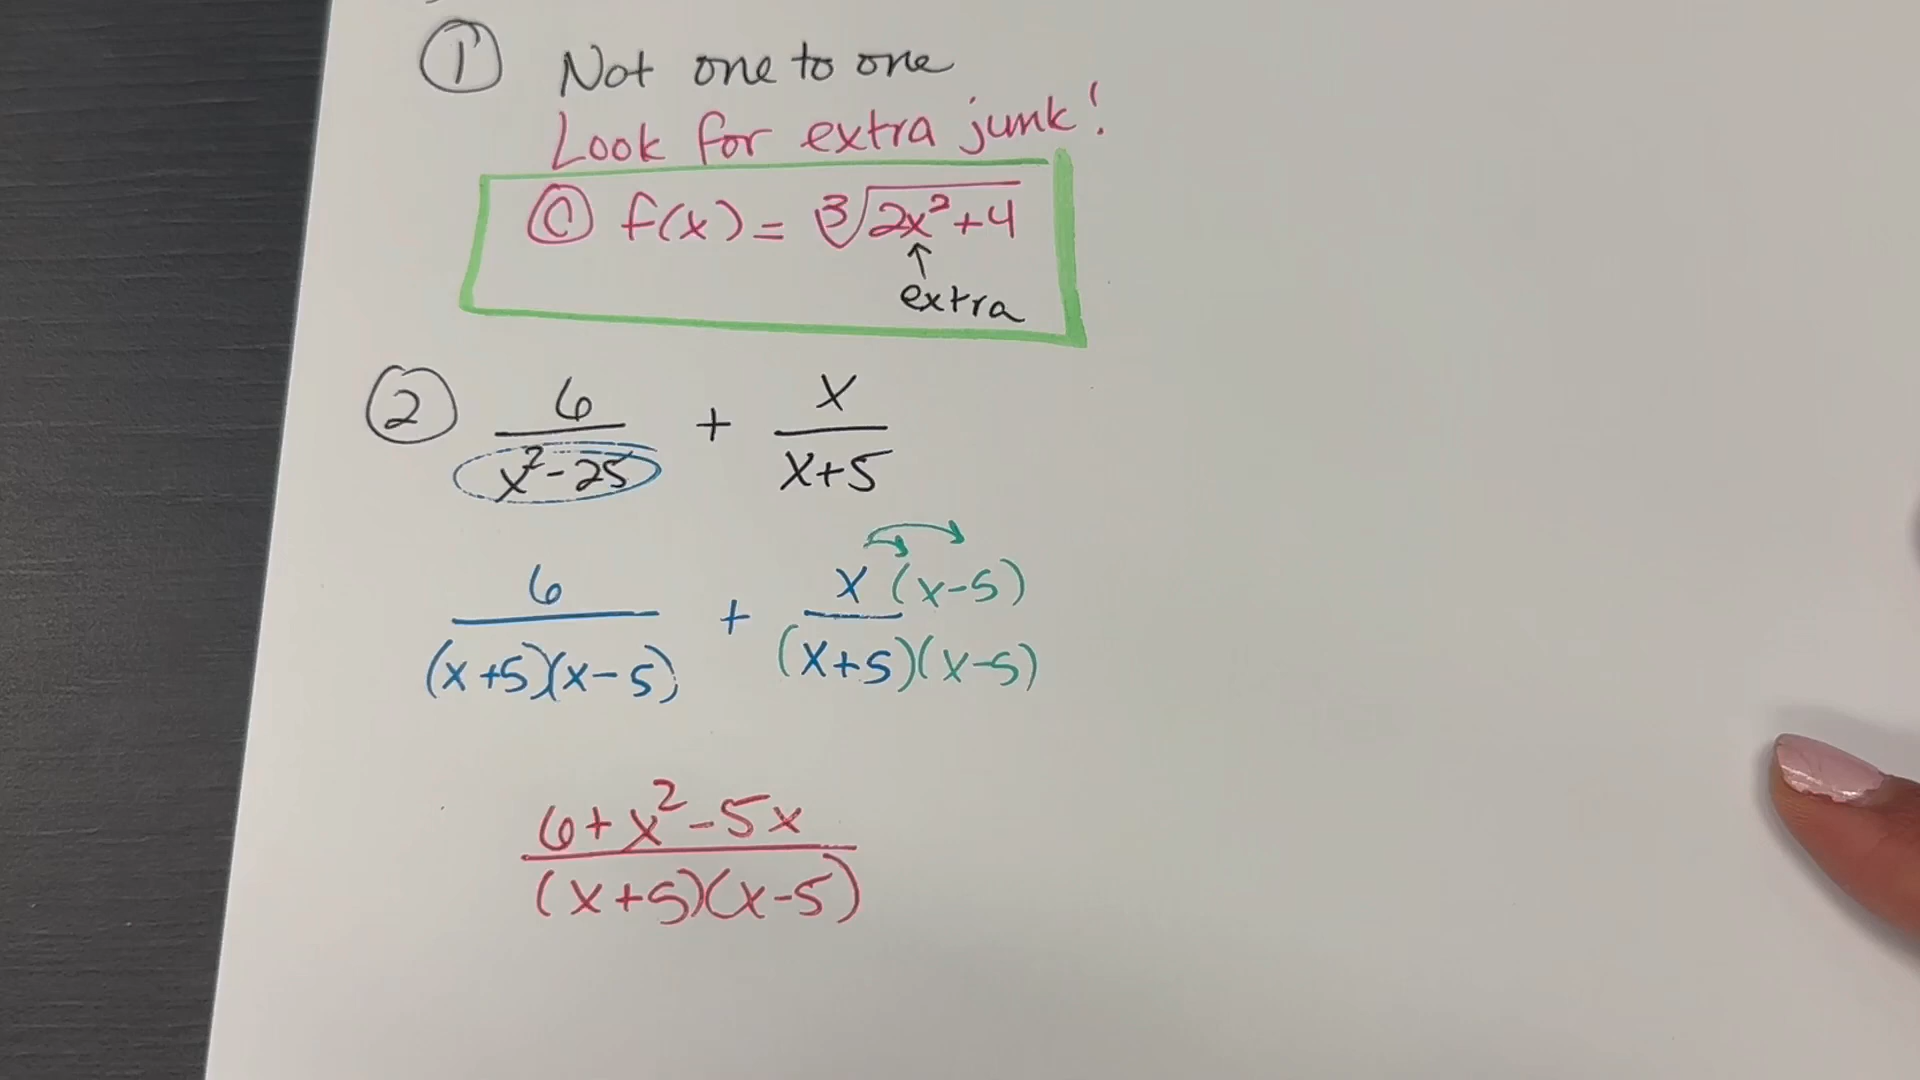 ① Not one to one
Look for extra junk!
Ⓒ f(x) = ∛(2x²+4)
↑
extra
② 6/(x²-25) + x/(x+5)
6/((x+5)(x-5)) + x(x-5)/((x+5)(x-5))
(6+x²-5x)/((x+5)(x-5))